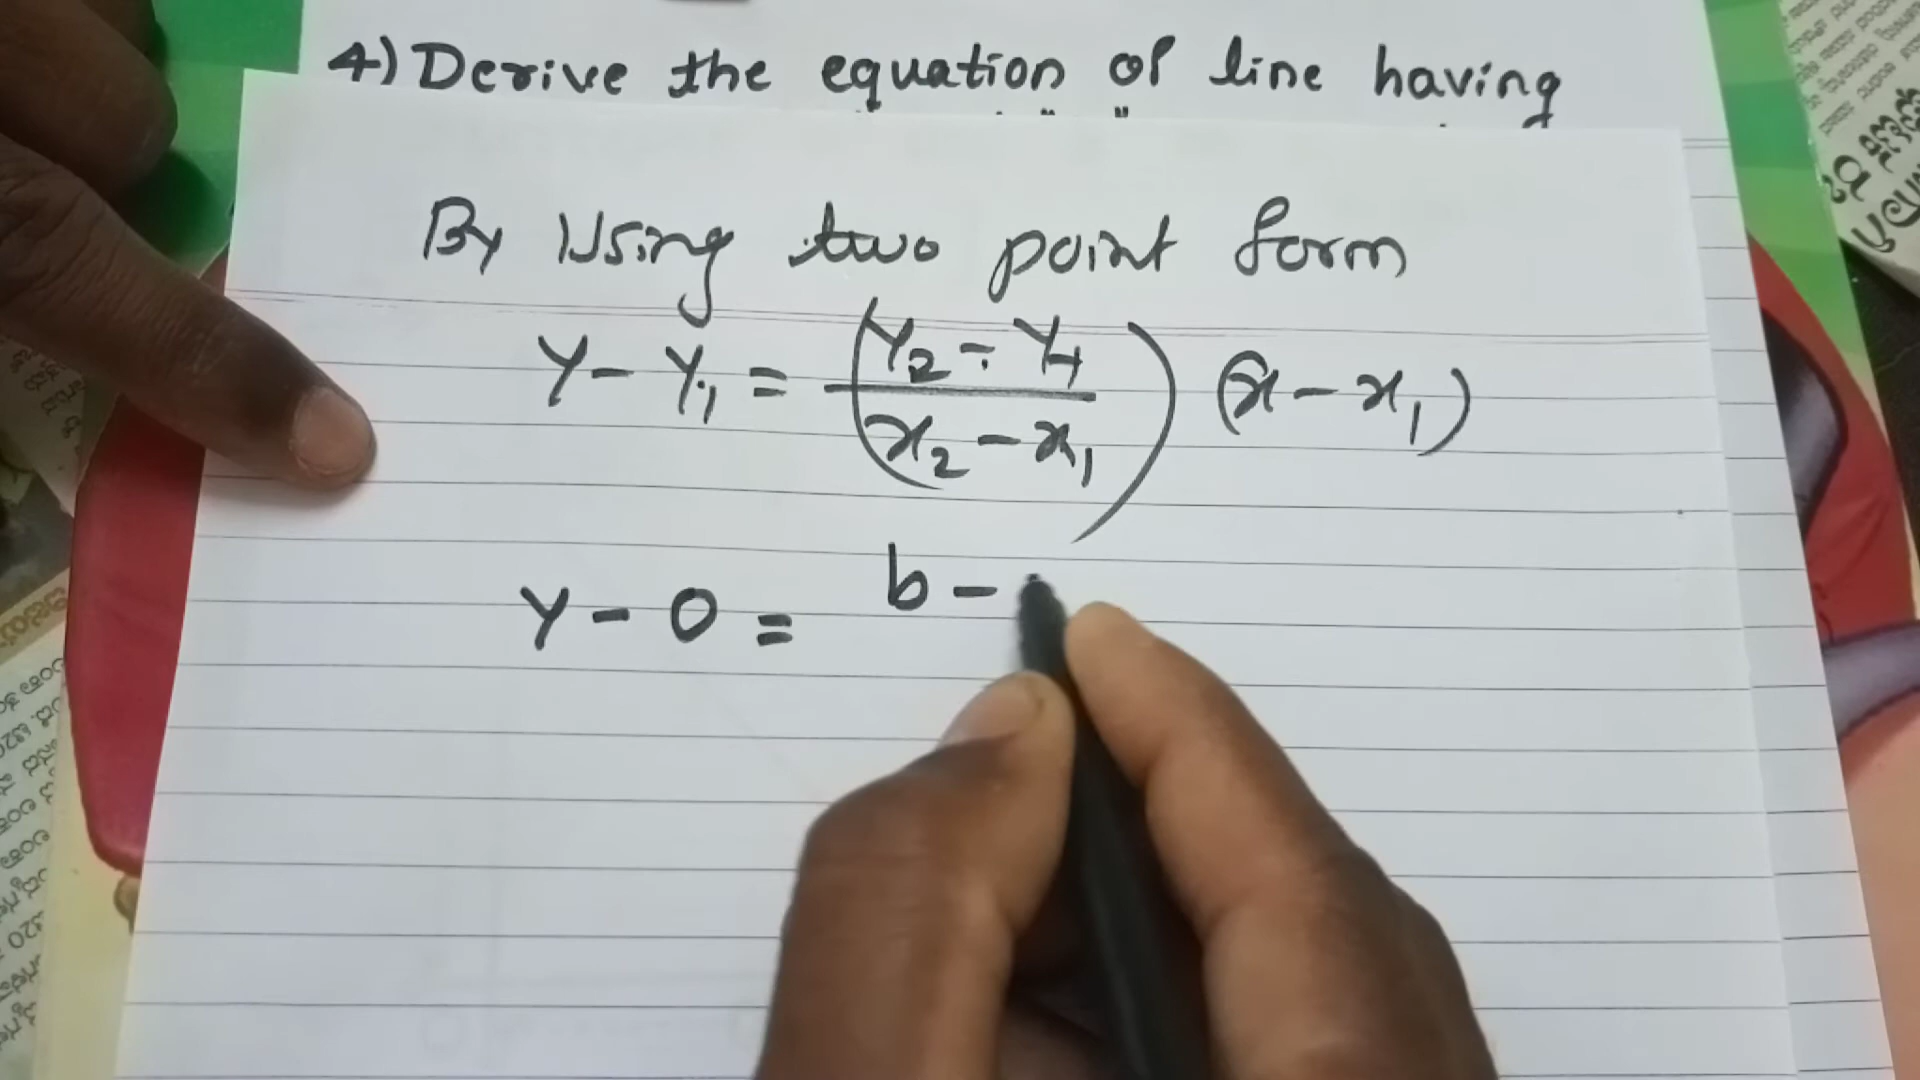 4) Derive the equation of line having
By Using two point form
Y - Y₁ = (Y₂ - Y₁ / x₂ - x₁) (x - x₁)
Y - 0 = b -